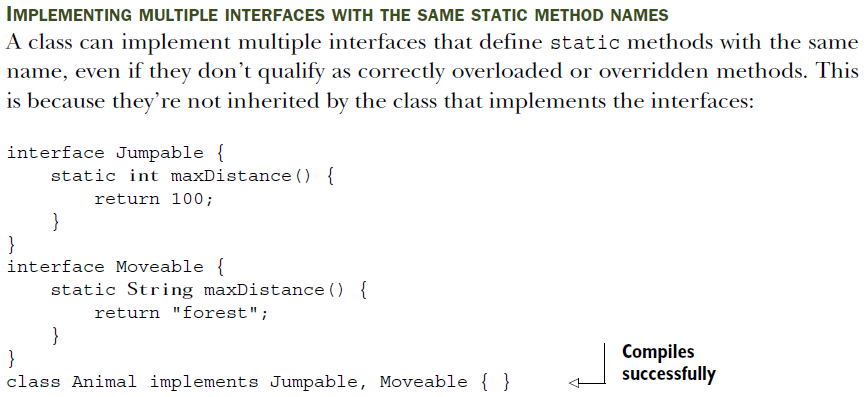 IMPLEMENTING MULTIPLE INTERFACES WITH THE SAME STATIC METHOD NAMES
A class can implement multiple interfaces that define static methods with the same
name, even if they don’t qualify as correctly overloaded or overridden methods. This
is because they’re not inherited by the class that implements the interfaces:
interface Jumpable {
    static int maxDistance() {
        return 100;
    }
}
interface Moveable {
    static String maxDistance() {
        return "forest";
    }
}
class Animal implements Jumpable, Moveable { }
Compiles
successfully